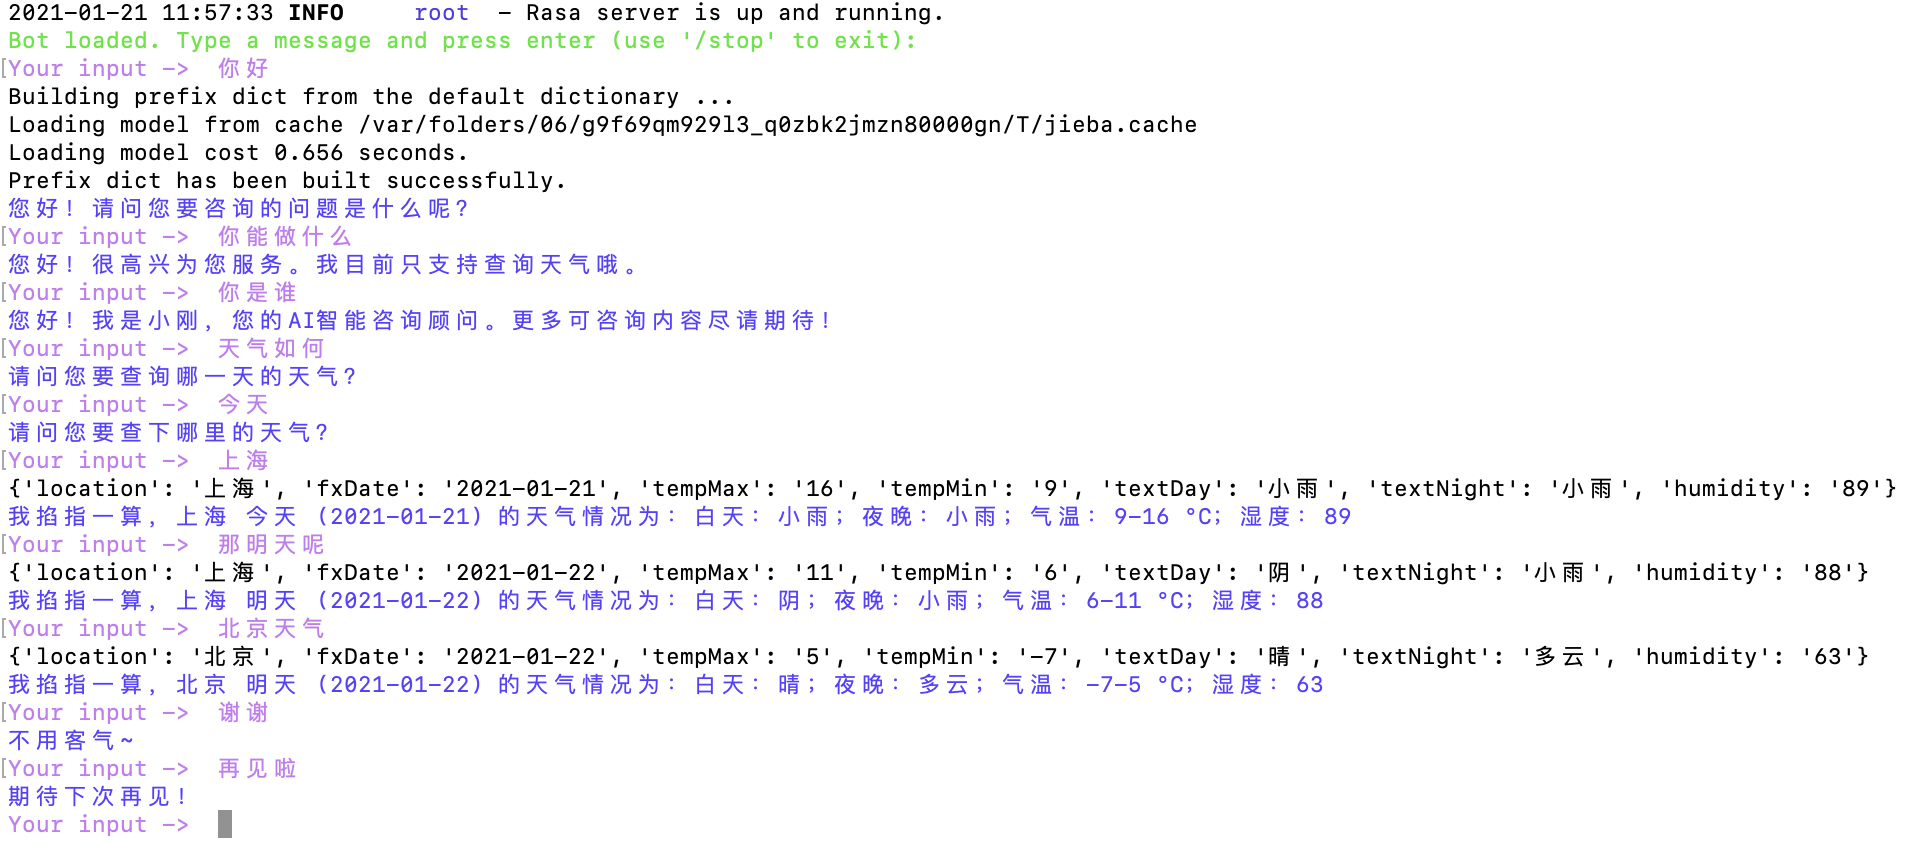 2021-01-21 11:57:33 INFO     root  - Rasa server is up and running.
Bot loaded. Type a message and press enter (use '/stop' to exit):
[Your input ->  你好
Building prefix dict from the default dictionary ...
Loading model from cache /var/folders/06/g9f69qm929l3_q0zbk2jmzn80000gn/T/jieba.cache
Loading model cost 0.656 seconds.
Prefix dict has been built successfully.
您好！请问您要咨询的问题是什么呢？
[Your input ->  你能做什么
您好！很高兴为您服务。我目前只支持查询天气哦。
[Your input ->  你是谁
您好！我是小刚，您的AI智能咨询顾问。更多可咨询内容尽请期待！
[Your input ->  天气如何
请问您要查询哪一天的天气？
[Your input ->  今天
请问您要查下哪里的天气？
[Your input ->  上海
{'location': '上海', 'fxDate': '2021-01-21', 'tempMax': '16', 'tempMin': '9', 'textDay': '小雨', 'textNight': '小雨', 'humidity': '89'}
我掐指一算，上海 今天 (2021-01-21) 的天气情况为：白天：小雨；夜晚：小雨；气温：9-16 °C；湿度：89
[Your input ->  那明天呢
{'location': '上海', 'fxDate': '2021-01-22', 'tempMax': '11', 'tempMin': '6', 'textDay': '阴', 'textNight': '小雨', 'humidity': '88'}
我掐指一算，上海 明天 (2021-01-22) 的天气情况为：白天：阴；夜晚：小雨；气温：6-11 °C；湿度：88
[Your input ->  北京天气
{'location': '北京', 'fxDate': '2021-01-22', 'tempMax': '5', 'tempMin': '-7', 'textDay': '晴', 'textNight': '多云', 'humidity': '63'}
我掐指一算，北京 明天 (2021-01-22) 的天气情况为：白天：晴；夜晚：多云；气温：-7-5 °C；湿度：63
[Your input ->  谢谢
不用客气~
[Your input ->  再见啦
期待下次再见！
Your input ->